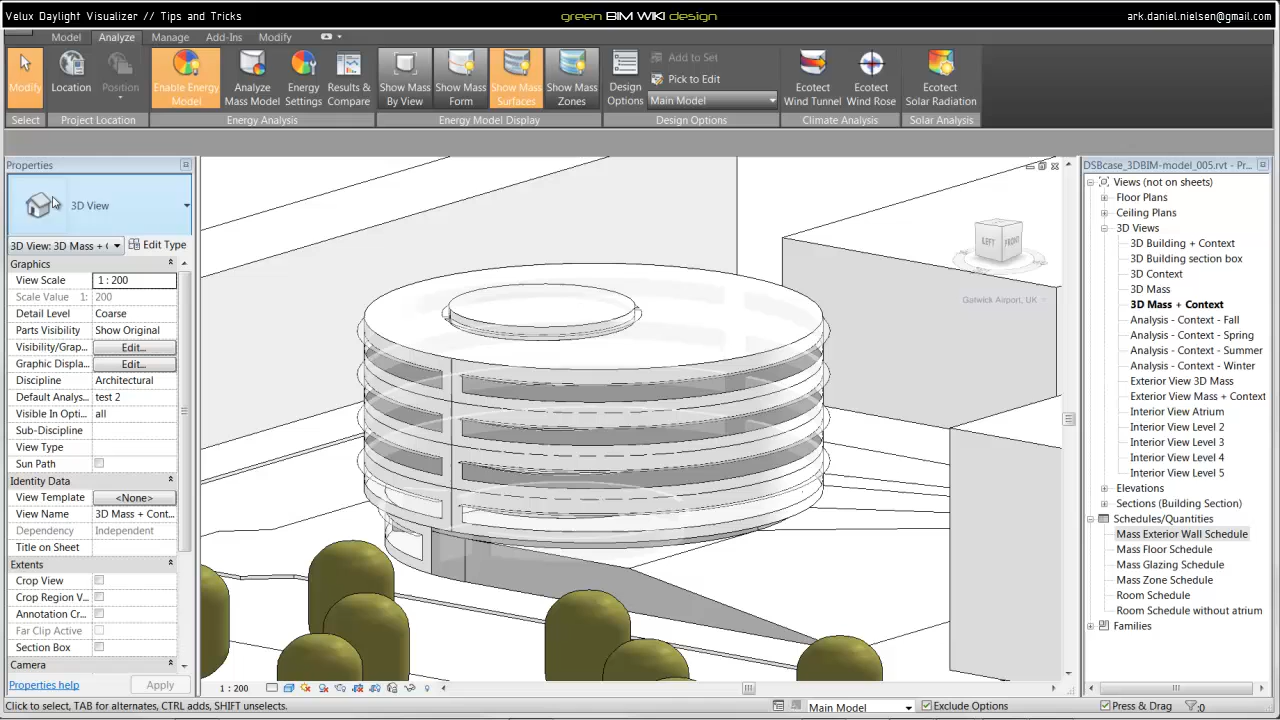 Velux Daylight Visualizer // Tips and Tricks
green BIM WIKI design
ark.daniel.nielsen@gmail.com
Model Analyze Manage Add-Ins Modify
Modify
Location
Position
Enable Energy
Model
Analyze
Mass Model
Energy
Settings
Results &
Compare
Show Mass
By View
Show Mass
Form
Show Mass
Surfaces
Show Mass
Zones
Design
Options
Add to Set
Pick to Edit
Main Model
Ecotect
Wind Tunnel
Ecotect
Wind Rose
Ecotect
Solar Radiation
Select
Project Location
Energy Analysis
Energy Model Display
Design Options
Climate Analysis
Solar Analysis
Properties
3D View
3D View: 3D Mass + (
Edit Type
Graphics
View Scale 1 : 200
Scale Value 1: 200
Detail Level Coarse
Parts Visibility Show Original
Visibility/Grap... Edit...
Graphic Displa... Edit...
Discipline Architectural
Default Analys... test 2
Visible In Opti... all
Sub-Discipline
View Type
Sun Path
Identity Data
View Template <None>
View Name 3D Mass + Cont...
Dependency Independent
Title on Sheet
Extents
Crop View
Crop Region V...
Annotation Cr...
Far Clip Active
Section Box
Camera
Properties help
Apply
LEFT FRONT
Gatwick Airport, UK
DSBcase_3DBIM-model_005.rvt - Pr...
Views (not on sheets)
Floor Plans
Ceiling Plans
3D Views
3D Building + Context
3D Building section box
3D Context
3D Mass
3D Mass + Context
Analysis - Context - Fall
Analysis - Context - Spring
Analysis - Context - Summer
Analysis - Context - Winter
Exterior View 3D Mass
Exterior View Mass + Context
Interior View Atrium
Interior View Level 2
Interior View Level 3
Interior View Level 4
Interior View Level 5
Elevations
Sections (Building Section)
Schedules/Quantities
Mass Exterior Wall Schedule
Mass Floor Schedule
Mass Glazing Schedule
Mass Zone Schedule
Room Schedule
Room Schedule without atrium
Families
1 : 200
Click to select, TAB for alternates, CTRL adds, SHIFT unselects.
Main Model
Exclude Options
Press & Drag
:0